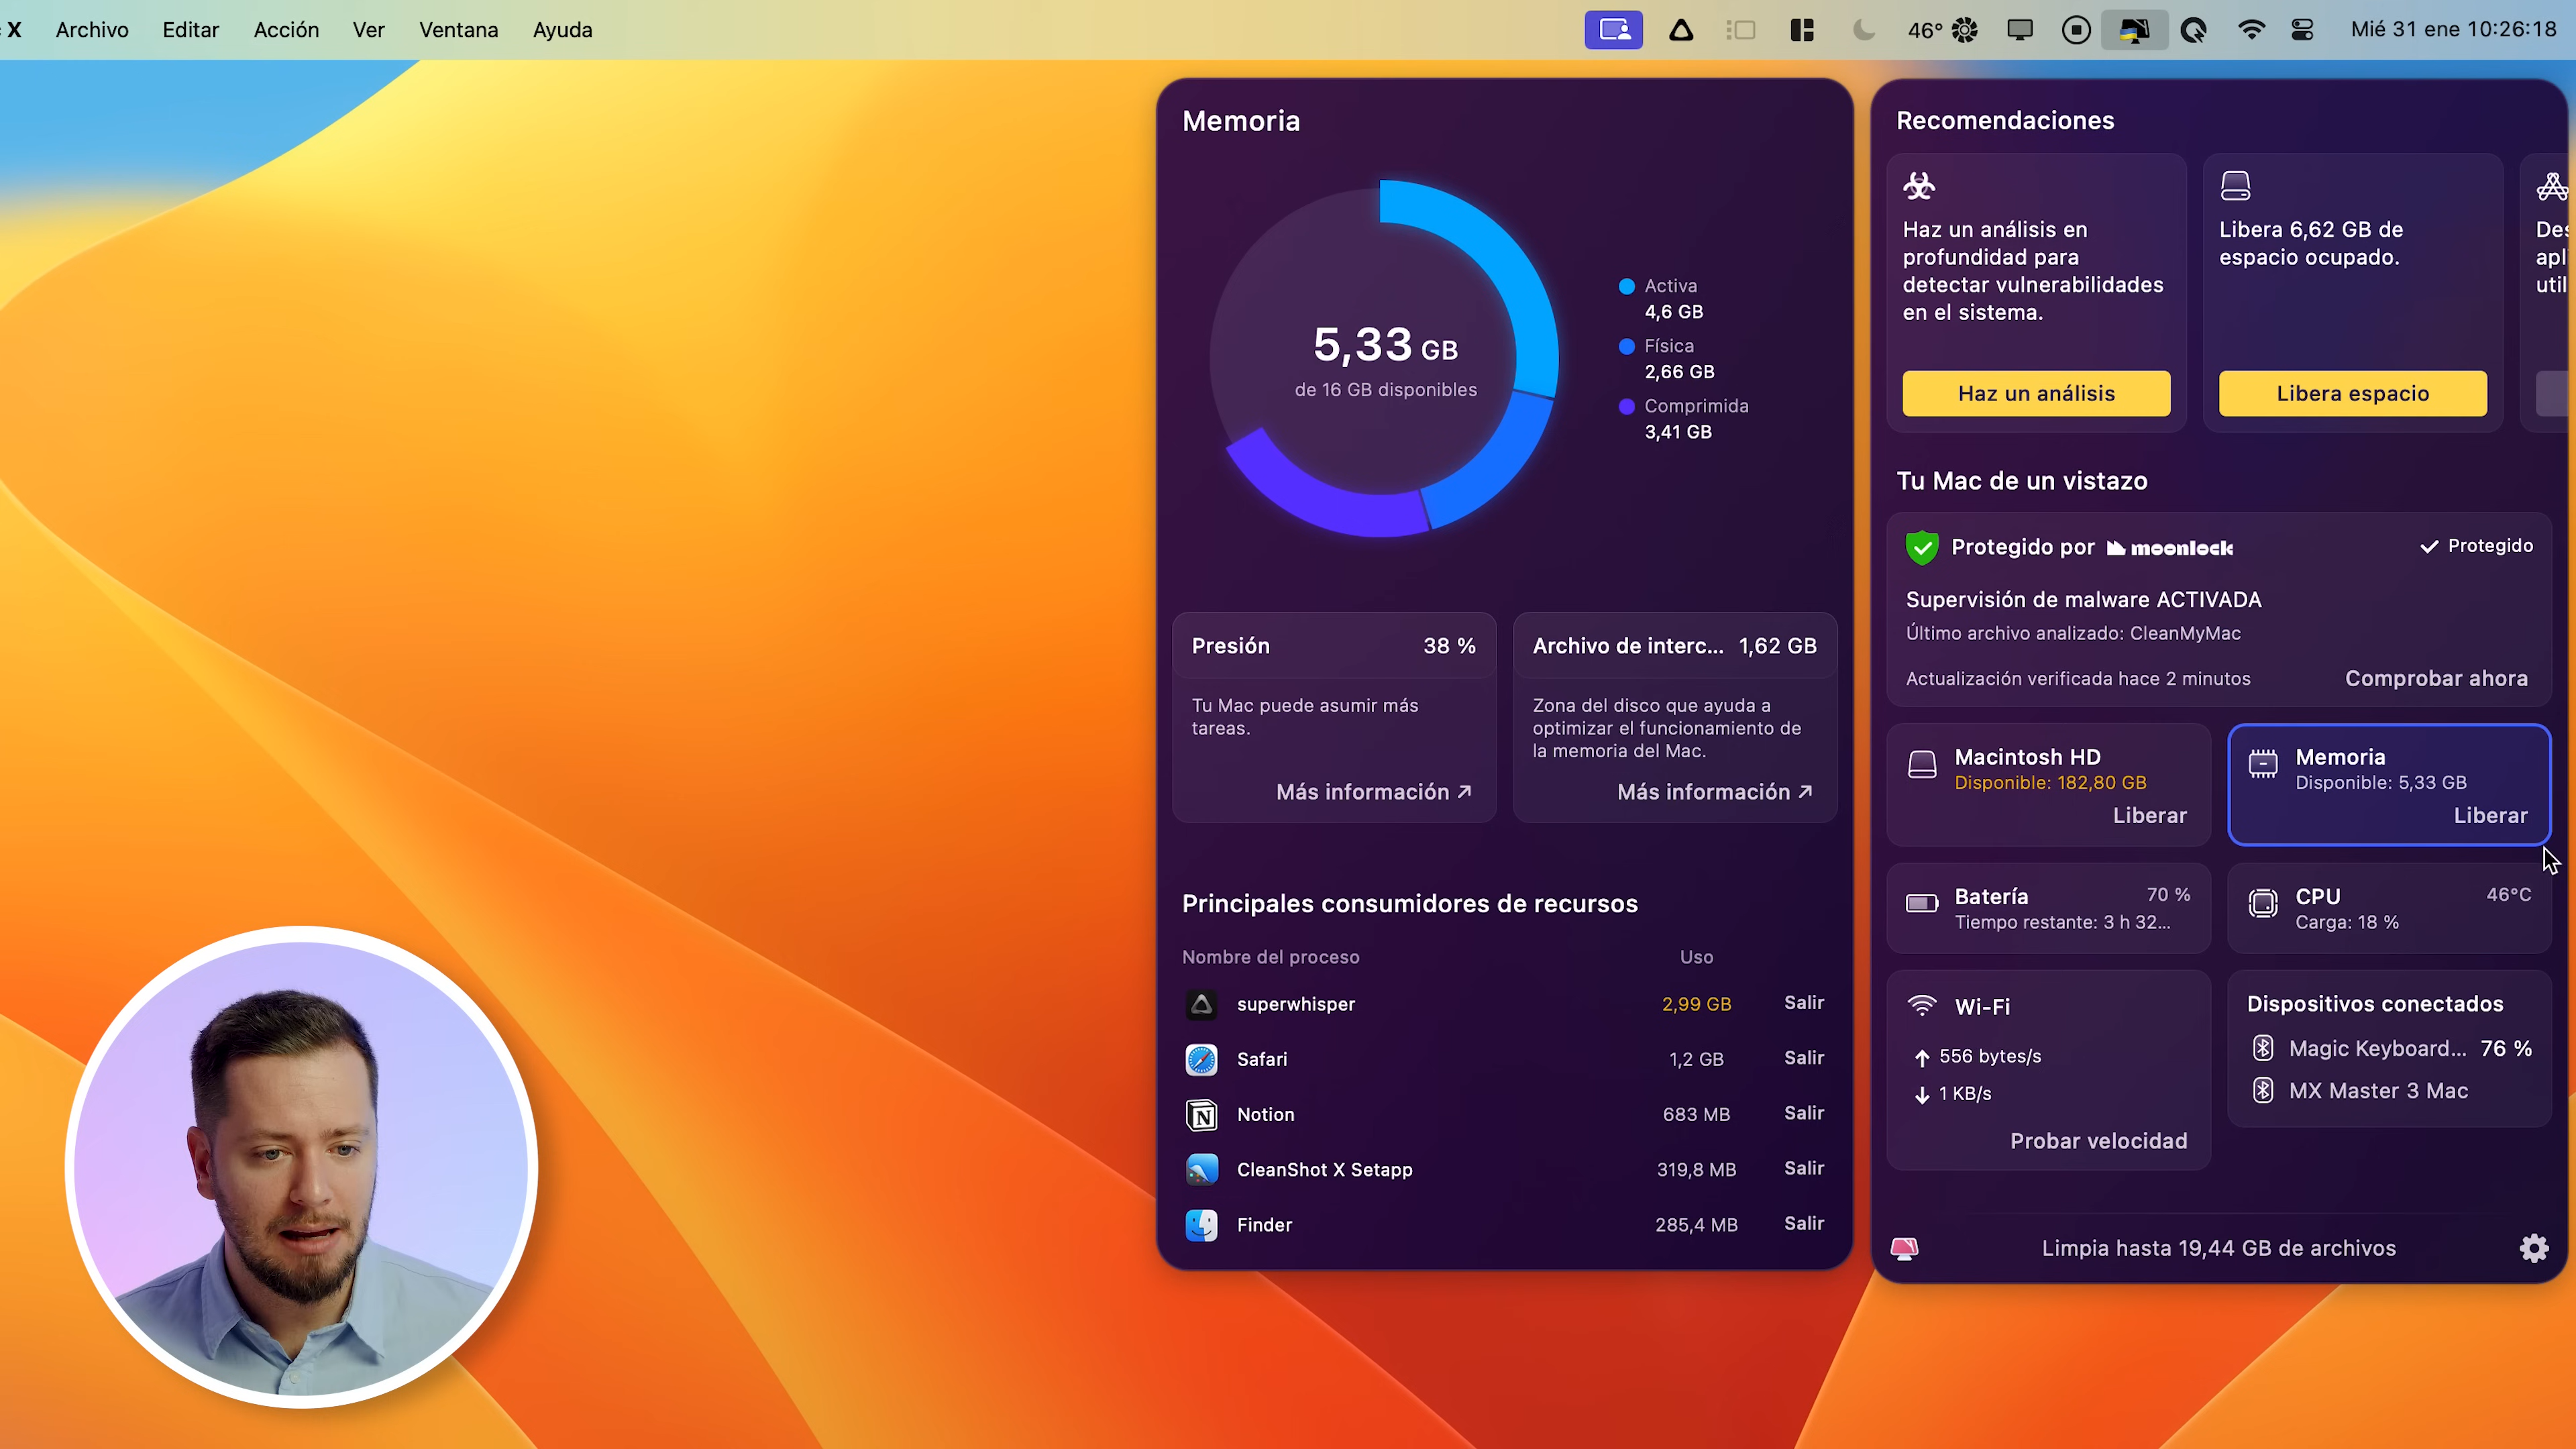 X Archivo Editar Acción Ver Ventana Ayuda
46° Mié 31 ene 10:26:18
Memoria
5,33 GB
de 16 GB disponibles
Activa
4,6 GB
Física
2,66 GB
Comprimida
3,41 GB
Presión 38 %
Tu Mac puede asumir más
tareas.
Más información
Archivo de interc... 1,62 GB
Zona del disco que ayuda a
optimizar el funcionamiento de
la memoria del Mac.
Más información
Principales consumidores de recursos
Nombre del proceso Uso
superwhisper 2,99 GB Salir
Safari 1,2 GB Salir
Notion 683 MB Salir
CleanShot X Setapp 319,8 MB Salir
Finder 285,4 MB Salir
Recomendaciones
Haz un análisis en
profundidad para
detectar vulnerabilidades
en el sistema.
Haz un análisis
Libera 6,62 GB de
espacio ocupado.
Libera espacio
Des
apl
util
Tu Mac de un vistazo
Protegido por moonlock Protegido
Supervisión de malware ACTIVADA
Último archivo analizado: CleanMyMac
Actualización verificada hace 2 minutos Comprobar ahora
Macintosh HD
Disponible: 182,80 GB
Liberar
Memoria
Disponible: 5,33 GB
Liberar
Batería 70 %
Tiempo restante: 3 h 32...
CPU 46°C
Carga: 18 %
Wi-Fi
556 bytes/s
1 KB/s
Probar velocidad
Dispositivos conectados
Magic Keyboard... 76 %
MX Master 3 Mac
Limpia hasta 19,44 GB de archivos